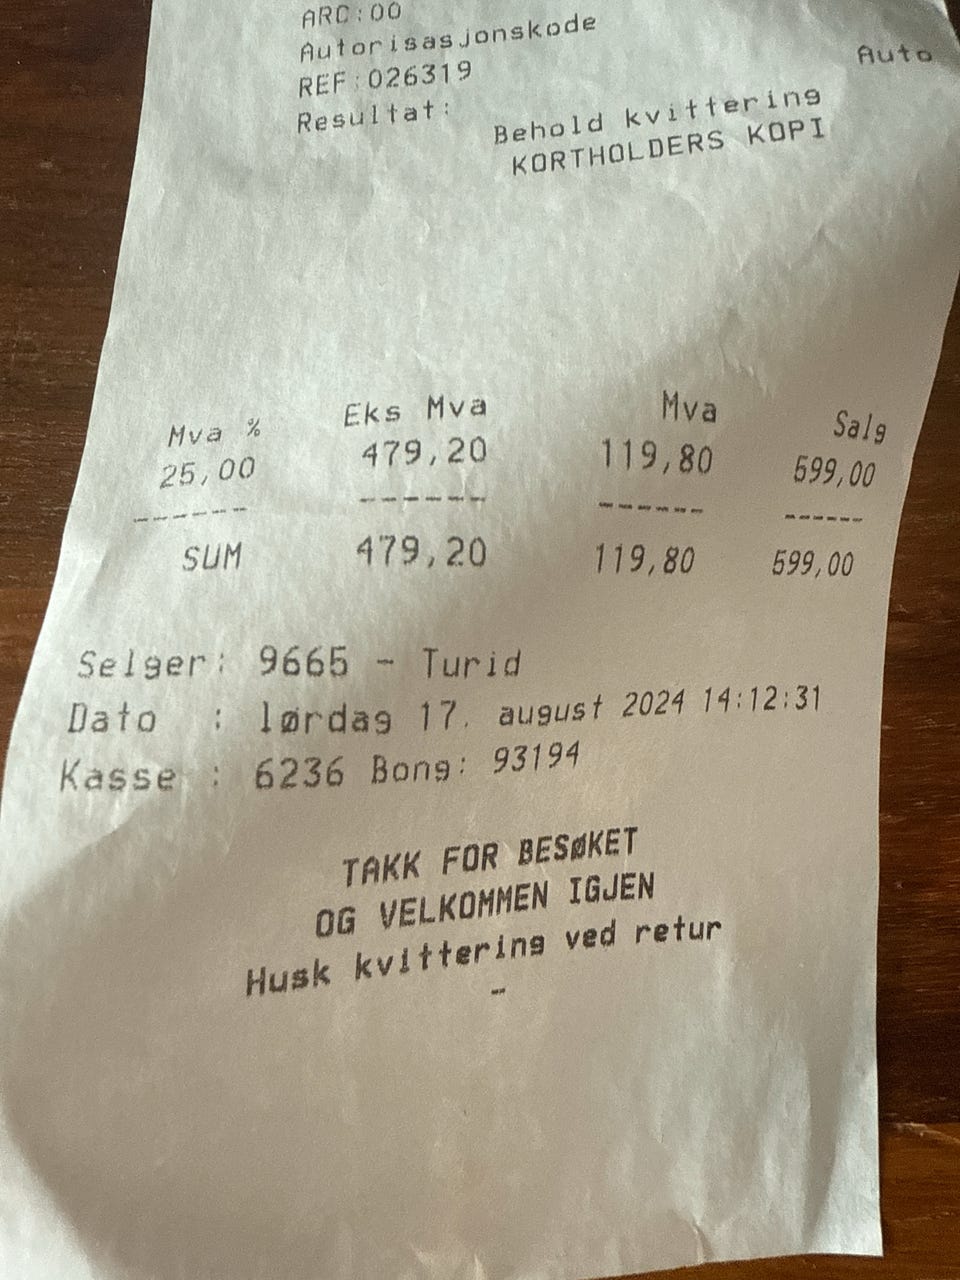 ARC:00
Autorisasjonskode
REF:026319
Resultat: Auto
Behold kvittering
KORTHOLDERS KOPI
Mva % Eks Mva Mva Salg
25,00 479,20 119,80 599,00
------ ------ ------ ------
SUM 479,20 119,80 599,00
Selger: 9665 - Turid
Dato : lørdag 17. august 2024 14:12:31
Kasse : 6236 Bong: 93194
TAKK FOR BESØKET
OG VELKOMMEN IGJEN
Husk kvittering ved retur
-